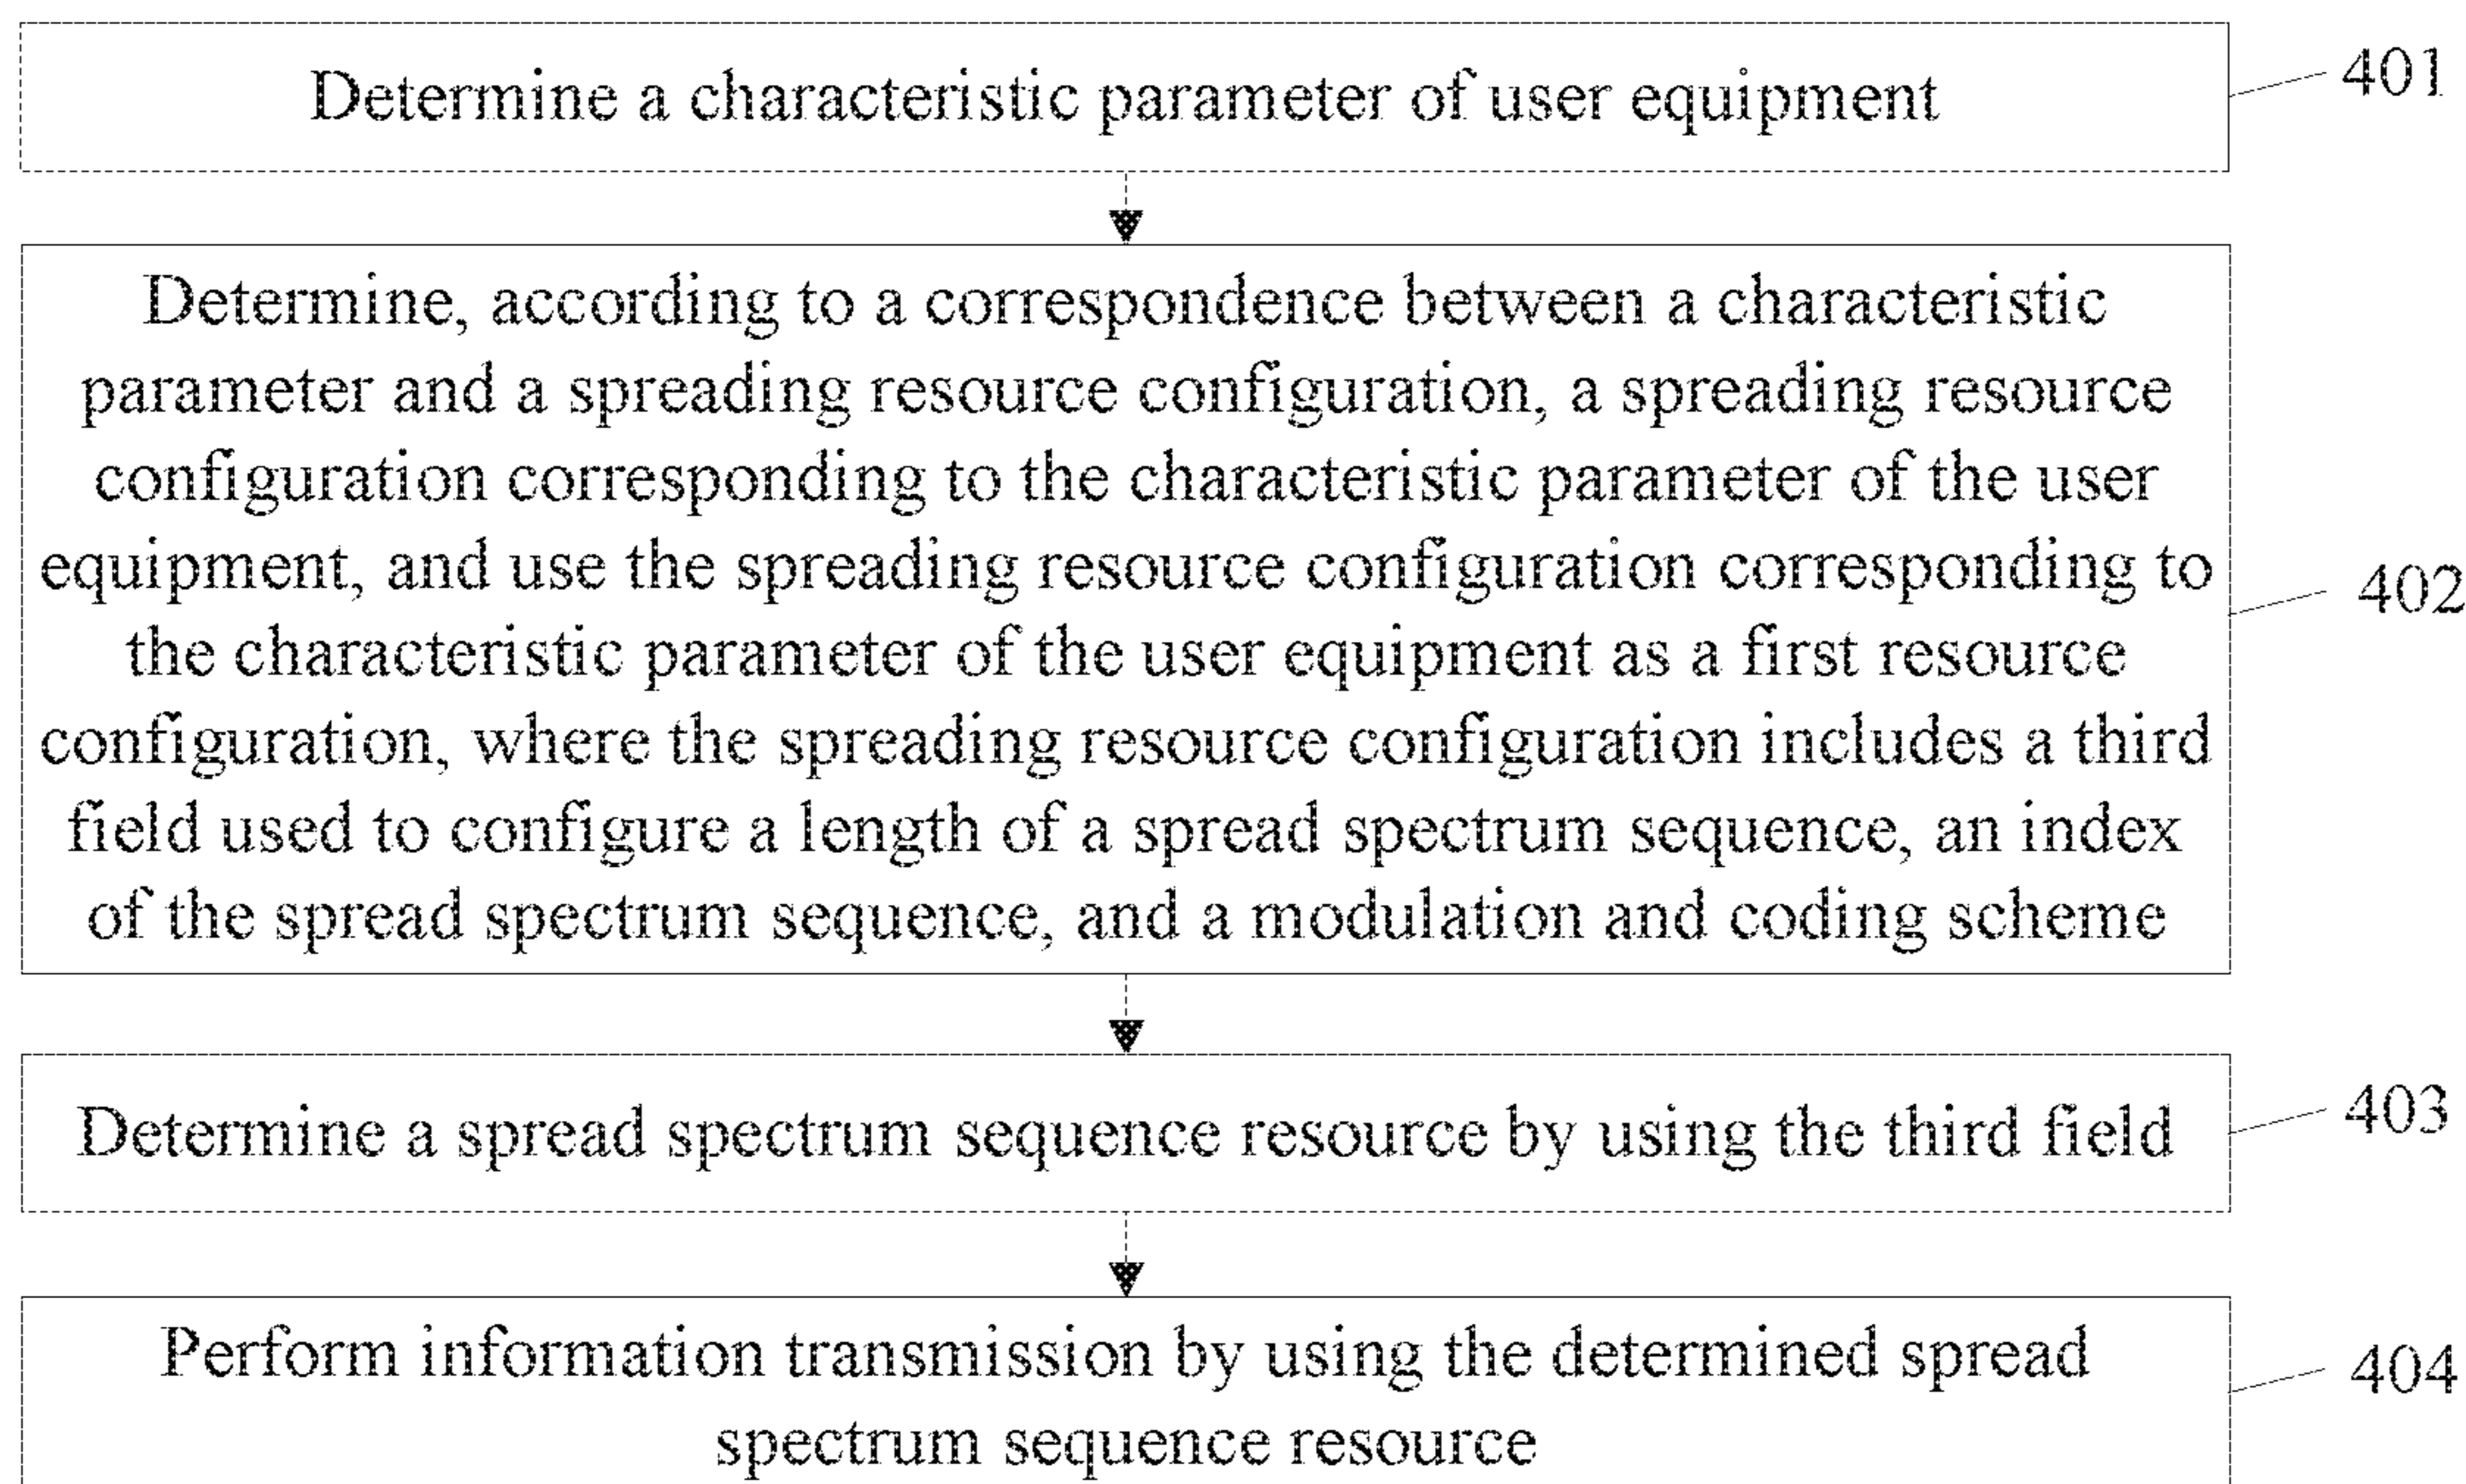 Determine a characteristic parameter of user equipment
401
Determine, according to a correspondence between a characteristic
parameter and a spreading resource configuration, a spreading resource
configuration corresponding to the characteristic parameter of the user
equipment, and use the spreading resource configuration corresponding to
the characteristic parameter of the user equipment as a first resource
configuration, where the spreading resource configuration includes a third
field used to configure a length of a spread spectrum sequence, an index
of the spread spectrum sequence, and a modulation and coding scheme
402
Determine a spread spectrum sequence resource by using the third field
403
Perform information transmission by using the determined spread
spectrum sequence resource
404